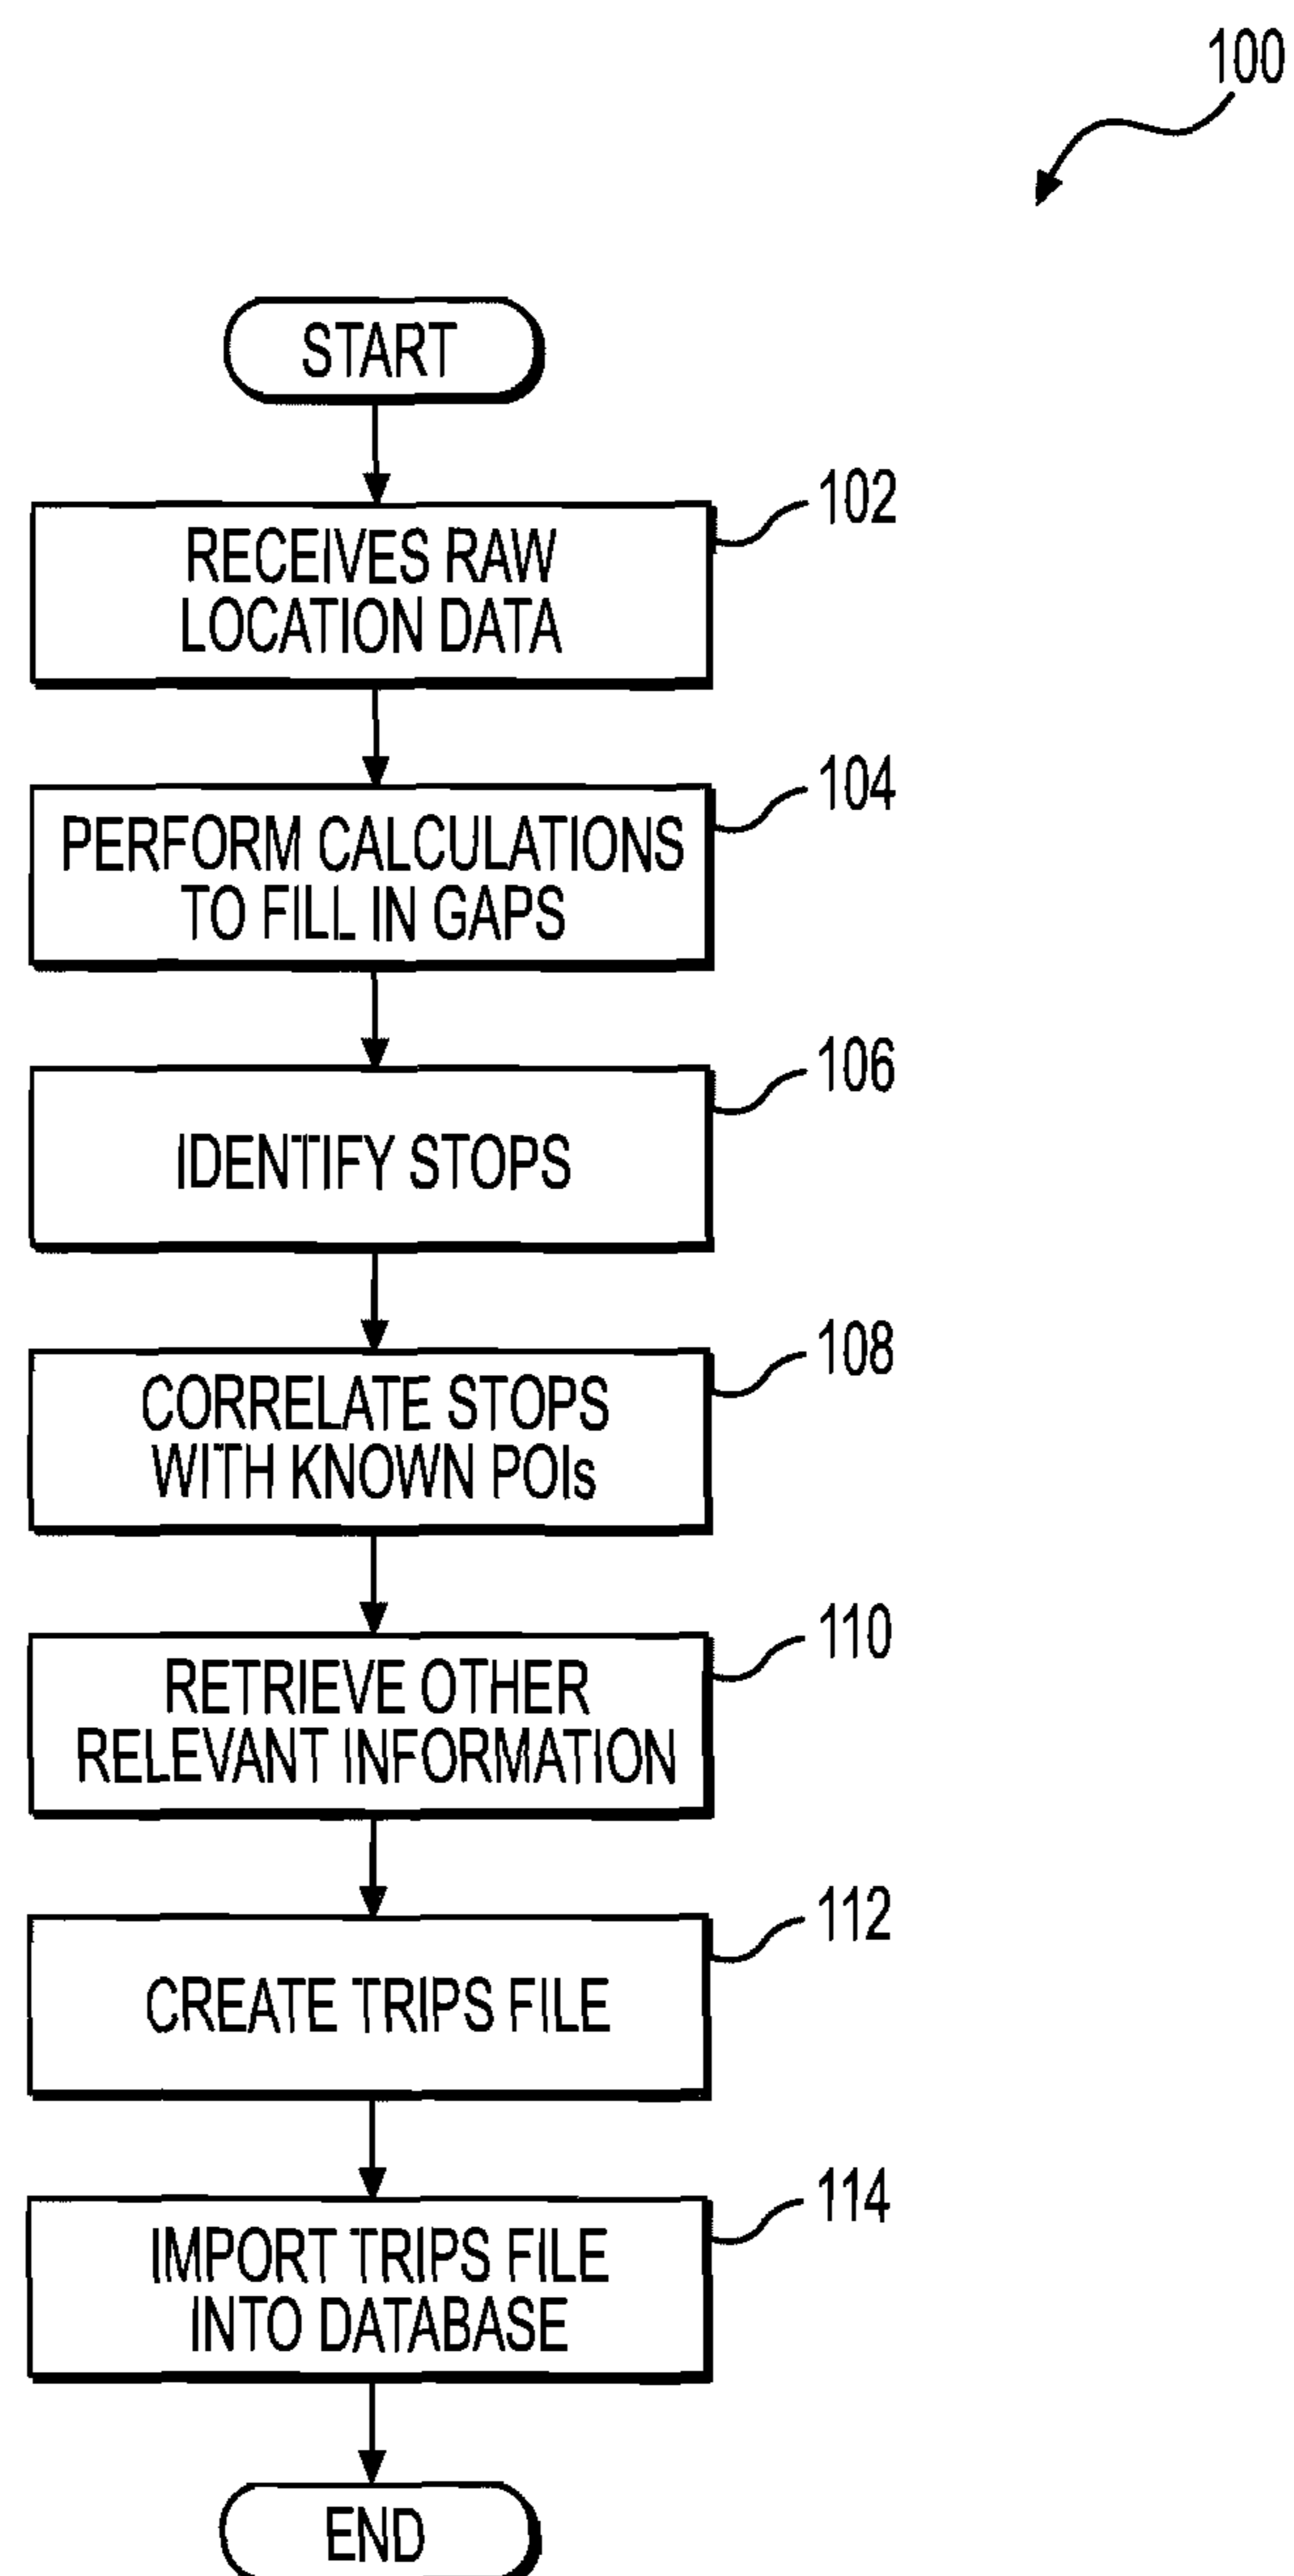 100
START
RECEIVES RAW
LOCATION DATA
102
PERFORM CALCULATIONS
TO FILL IN GAPS
104
IDENTIFY STOPS
106
CORRELATE STOPS
WITH KNOWN POIs
108
RETRIEVE OTHER
RELEVANT INFORMATION
110
CREATE TRIPS FILE
112
IMPORT TRIPS FILE
INTO DATABASE
114
END